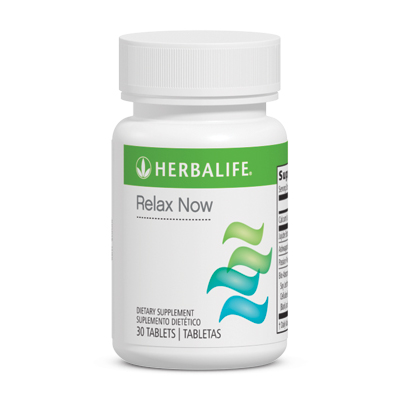 HERBALIFE®
Relax Now
DIETARY SUPPLEMENT
SUPLEMENTO DIETÉTICO
30 TABLETS | TABLETAS